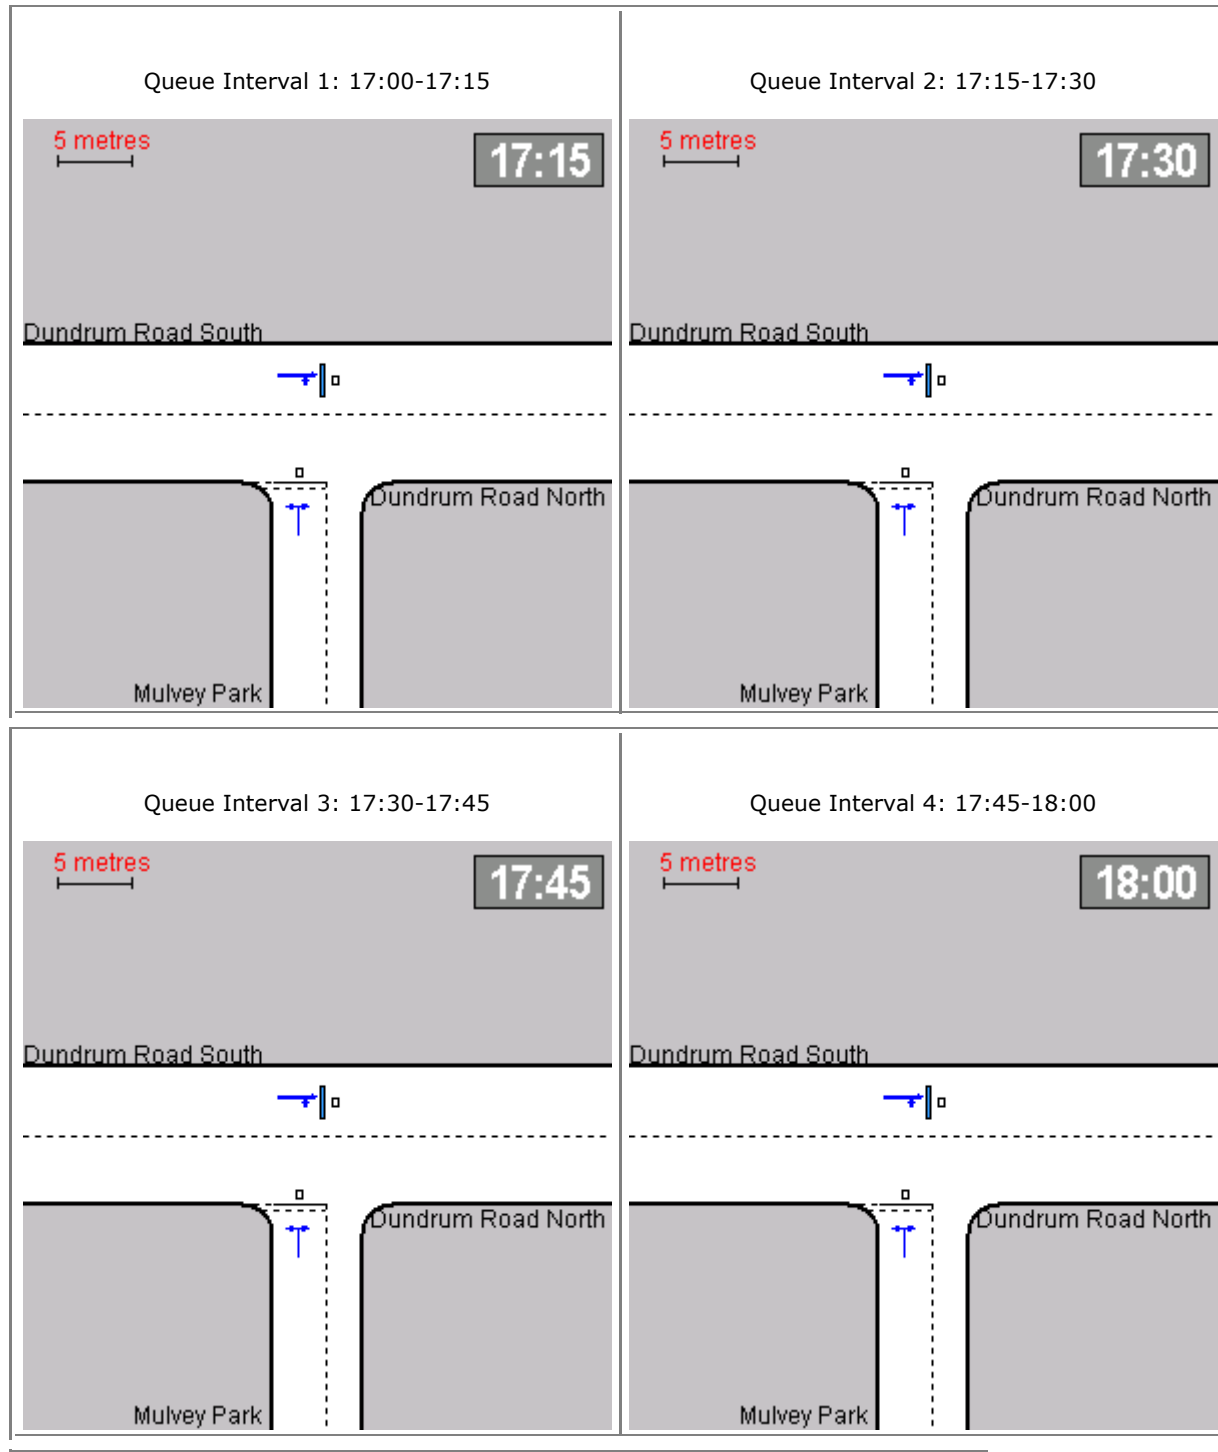 Queue Interval 1: 17:00-17:15
5 metres
17:15
Dundrum Road South
Dundrum Road North
Mulvey Park
Queue Interval 2: 17:15-17:30
5 metres
17:30
Dundrum Road South
Dundrum Road North
Mulvey Park
Queue Interval 3: 17:30-17:45
5 metres
17:45
Dundrum Road South
Dundrum Road North
Mulvey Park
Queue Interval 4: 17:45-18:00
5 metres
18:00
Dundrum Road South
Dundrum Road North
Mulvey Park